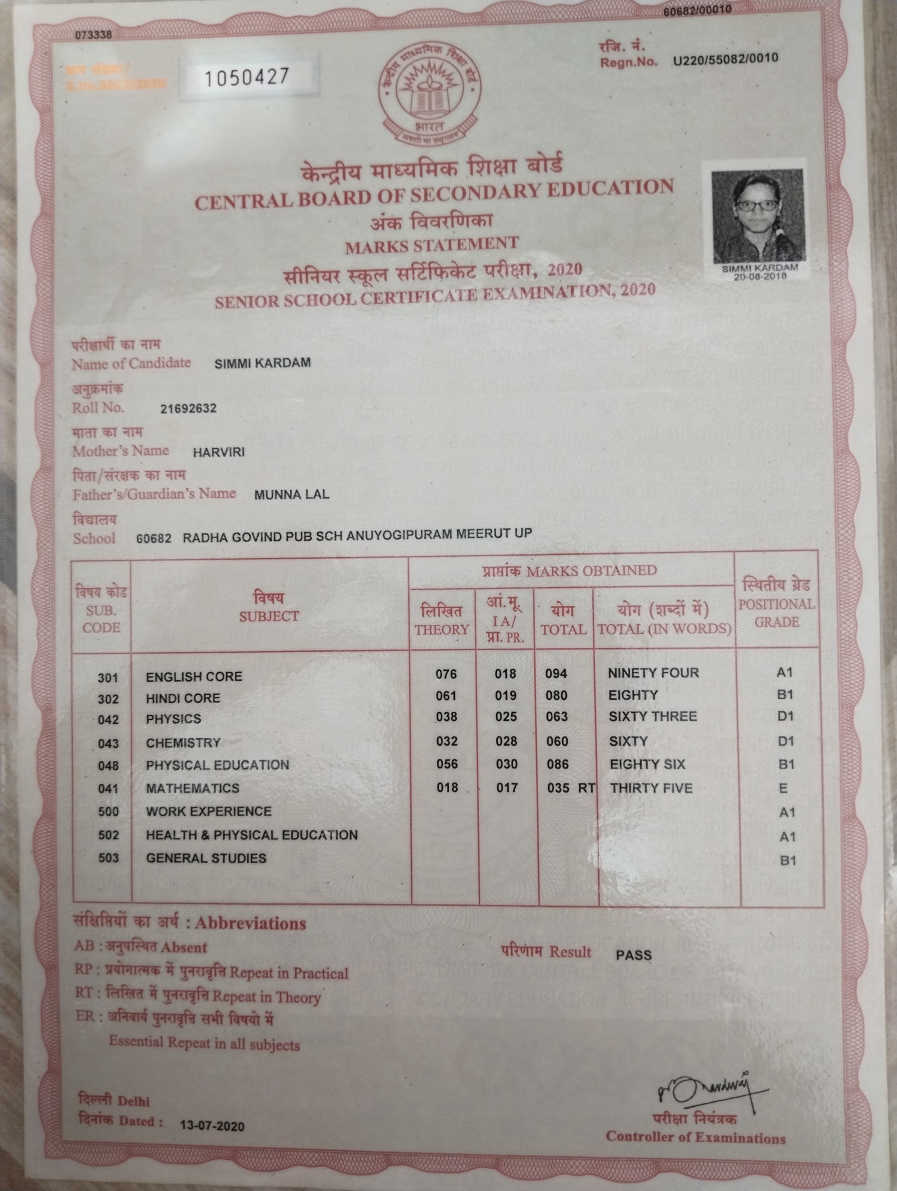 073338
60682/00010
1050427
रजि. नं.
Regn.No. U220/55082/0010
केन्द्रीय माध्यमिक शिक्षा बोर्ड
भारत
केन्द्रीय माध्यमिक शिक्षा बोर्ड
CENTRAL BOARD OF SECONDARY EDUCATION
अंक विवरणिका
MARKS STATEMENT
सीनियर स्कूल सर्टिफिकेट परीक्षा, 2020
SENIOR SCHOOL CERTIFICATE EXAMINATION, 2020
SIMMI KARDAM
20-08-2018
परीक्षार्थी का नाम
Name of Candidate SIMMI KARDAM
अनुक्रमांक
Roll No. 21692632
माता का नाम
Mother's Name HARVIRI
पिता/संरक्षक का नाम
Father's/Guardian's Name MUNNA LAL
विद्यालय
School 60682 RADHA GOVIND PUB SCH ANUYOGIPURAM MEERUT UP
विषय कोड
SUB. CODE
विषय
SUBJECT
प्राप्तांक MARKS OBTAINED
लिखित
THEORY
आं.मू.
I A/
प्रा. PR.
योग
TOTAL
योग (शब्दों में)
TOTAL (IN WORDS)
स्थितीय ग्रेड
POSITIONAL GRADE
301 ENGLISH CORE 076 018 094 NINETY FOUR A1
302 HINDI CORE 061 019 080 EIGHTY B1
042 PHYSICS 038 025 063 SIXTY THREE D1
043 CHEMISTRY 032 028 060 SIXTY D1
048 PHYSICAL EDUCATION 056 030 086 EIGHTY SIX B1
041 MATHEMATICS 018 017 035 RT THIRTY FIVE E
500 WORK EXPERIENCE A1
502 HEALTH & PHYSICAL EDUCATION A1
503 GENERAL STUDIES B1
संक्षिप्तियों का अर्थ : Abbreviations
AB : अनुपस्थित Absent
परिणाम Result PASS
RP : प्रयोगात्मक में पुनरावृत्ति Repeat in Practical
RT : लिखित में पुनरावृत्ति Repeat in Theory
ER : अनिवार्य पुनरावृत्ति सभी विषयो में
Essential Repeat in all subjects
दिल्ली Delhi
दिनांक Dated : 13-07-2020
परीक्षा नियंत्रक
Controller of Examinations